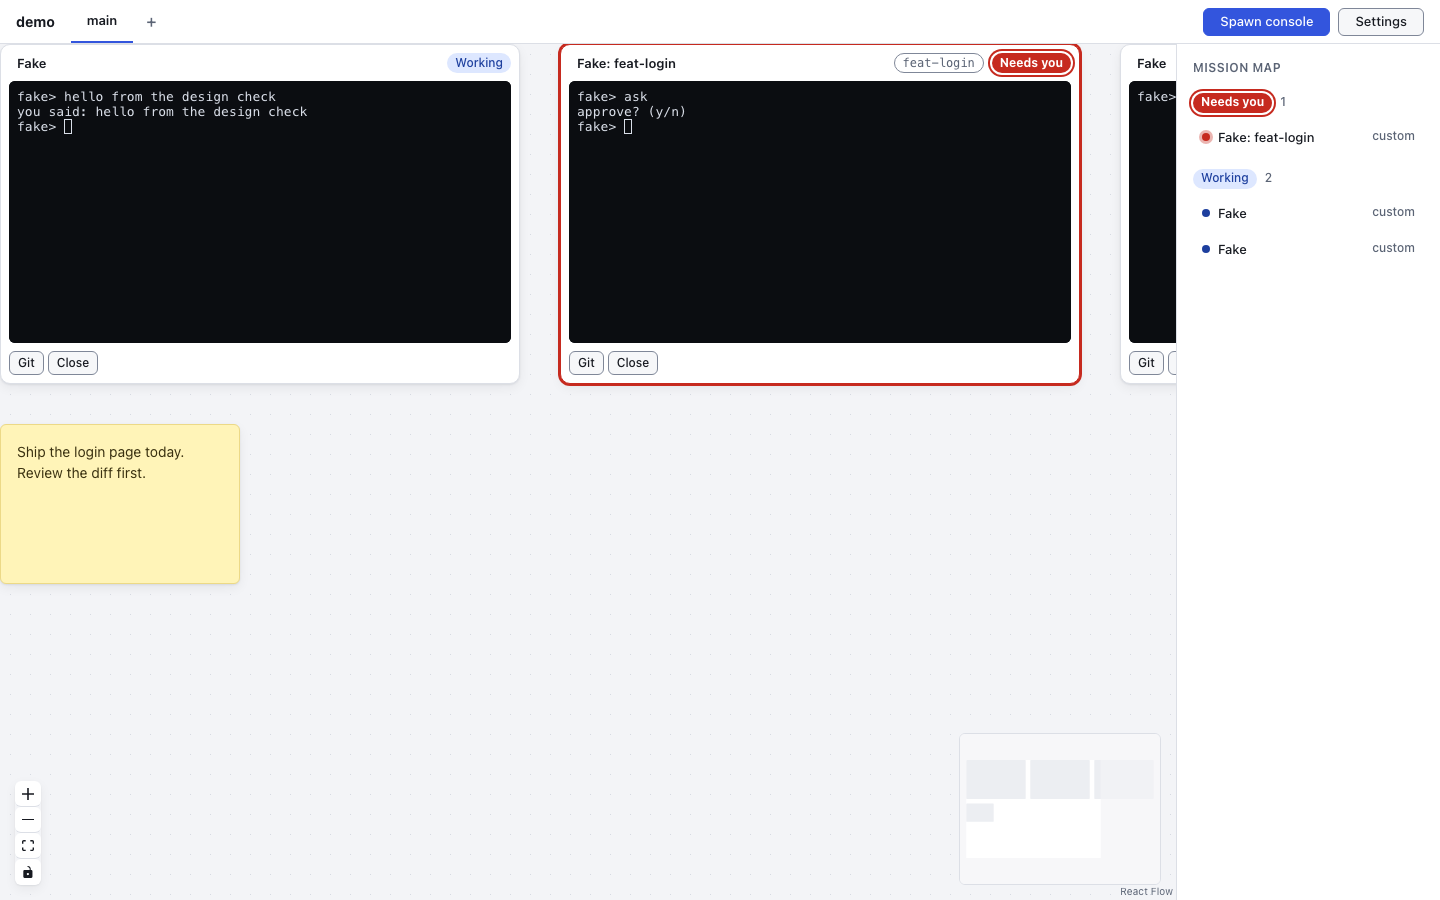 demo
main
+
Spawn console
Settings
Fake
Working
fake> hello from the design check
you said: hello from the design check
fake>
Git
Close
Fake: feat-login
feat-login
Needs you
fake> ask
approve? (y/n)
fake>
Git
Close
Fake
fake>
Git
MISSION MAP
Needs you 1
Fake: feat-login custom
Working 2
Fake custom
Fake custom
Ship the login page today.
Review the diff first.
React Flow